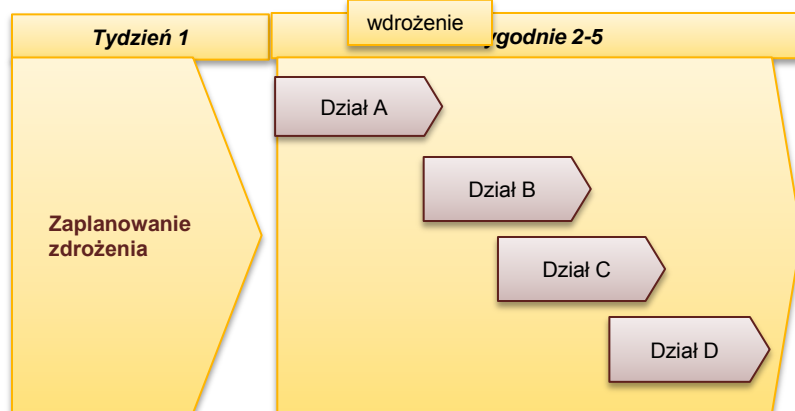 wdrożenie
Tydzień 1
ygodnie 2-5
Dział A
Dział B
Zaplanowanie
zdrożenia
Dział C
Dział D